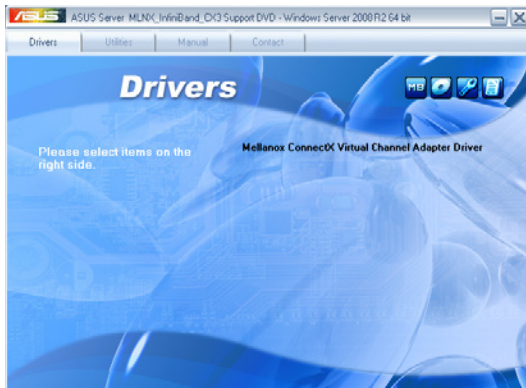 ASUS Server MLNX_InfiniBand_CX3 Support DVD - Windows Server 2008 R2 64 bit
Drivers
Utilities
Manual
Contact
Drivers
MB
Please select items on the
right side.
Mellanox ConnectX Virtual Channel Adapter Driver